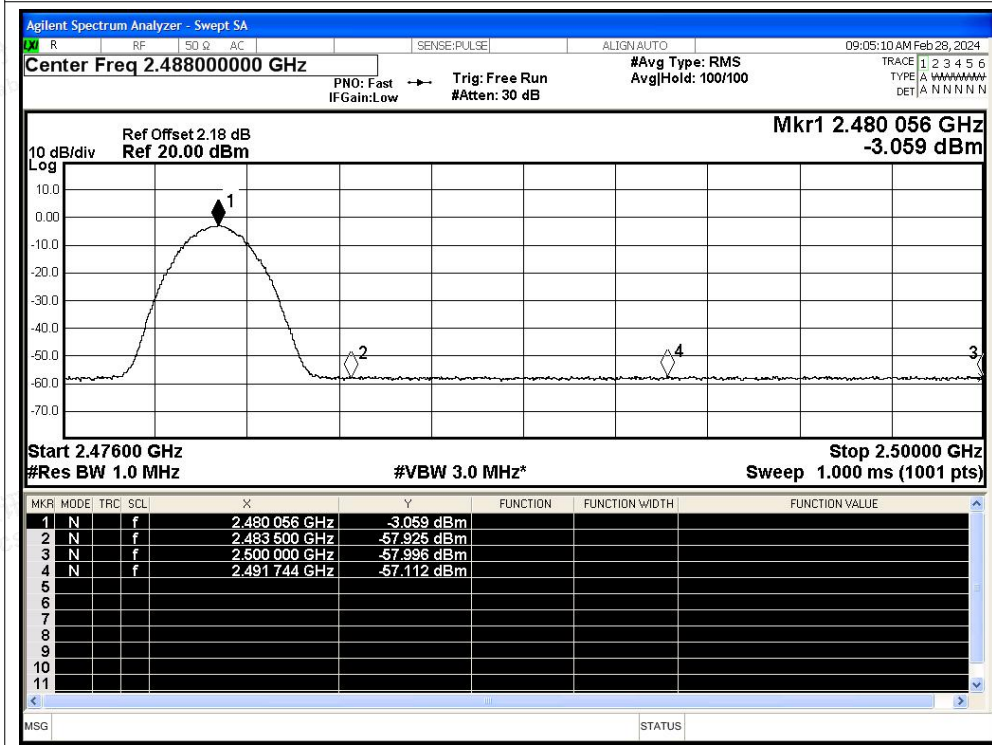 Agilent Spectrum Analyzer - Swept SA
LXI R RF 50 Ω AC SENSE:PULSE ALIGN AUTO 09:05:10 AM Feb 28, 2024
Center Freq 2.488000000 GHz
PNO: Fast
IFGain:Low
Trig: Free Run
#Atten: 30 dB
#Avg Type: RMS
Avg|Hold: 100/100
TRACE 1 2 3 4 5 6
TYPE A WWWWW
DET A N N N N N
Mkr1 2.480 056 GHz
-3.059 dBm
Ref Offset 2.18 dB
10 dB/div Ref 20.00 dBm
Log
10.0
0.00
-10.0
-20.0
-30.0
-40.0
-50.0
-60.0
-70.0
1
2
4
3
Start 2.47600 GHz Stop 2.50000 GHz
#Res BW 1.0 MHz #VBW 3.0 MHz* Sweep 1.000 ms (1001 pts)
MKR MODE TRC SCL X Y FUNCTION FUNCTION WIDTH FUNCTION VALUE
1 N f 2.480 056 GHz -3.059 dBm
2 N f 2.483 500 GHz -57.925 dBm
3 N f 2.500 000 GHz -57.996 dBm
4 N f 2.491 744 GHz -57.112 dBm
5
6
7
8
9
10
11
MSG STATUS